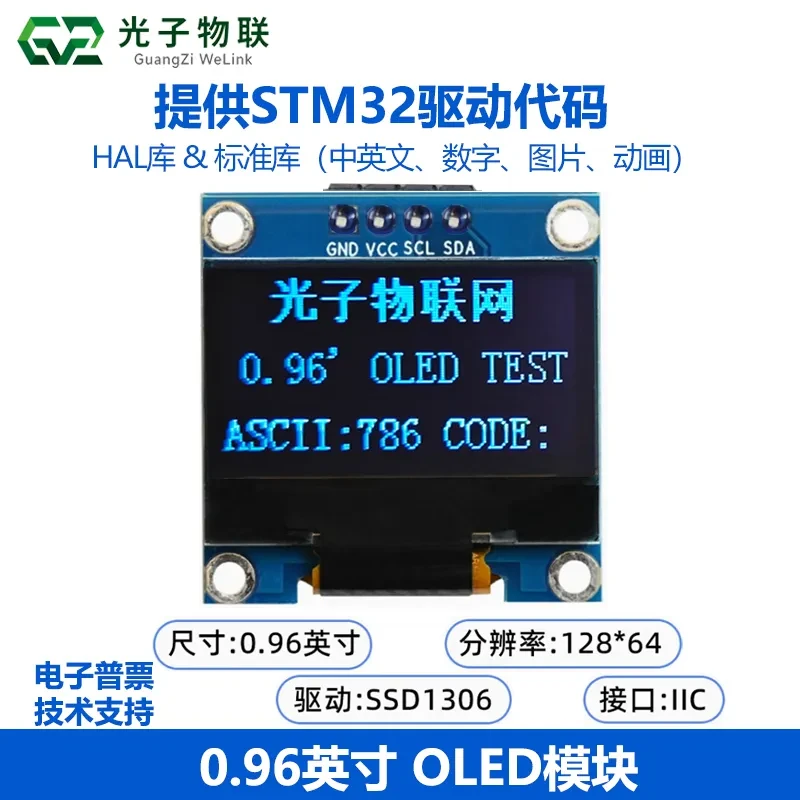 光子物联
GuangZi WeLink
提供STM32驱动代码
HAL库 & 标准库（中英文、数字、图片、动画）
GND VCC SCL SDA
光子物联网
0.96' OLED TEST
ASCII:786 CODE:
尺寸:0.96英寸
分辨率:128*64
电子普票
技术支持
驱动:SSD1306
接口:IIC
0.96英寸 OLED模块